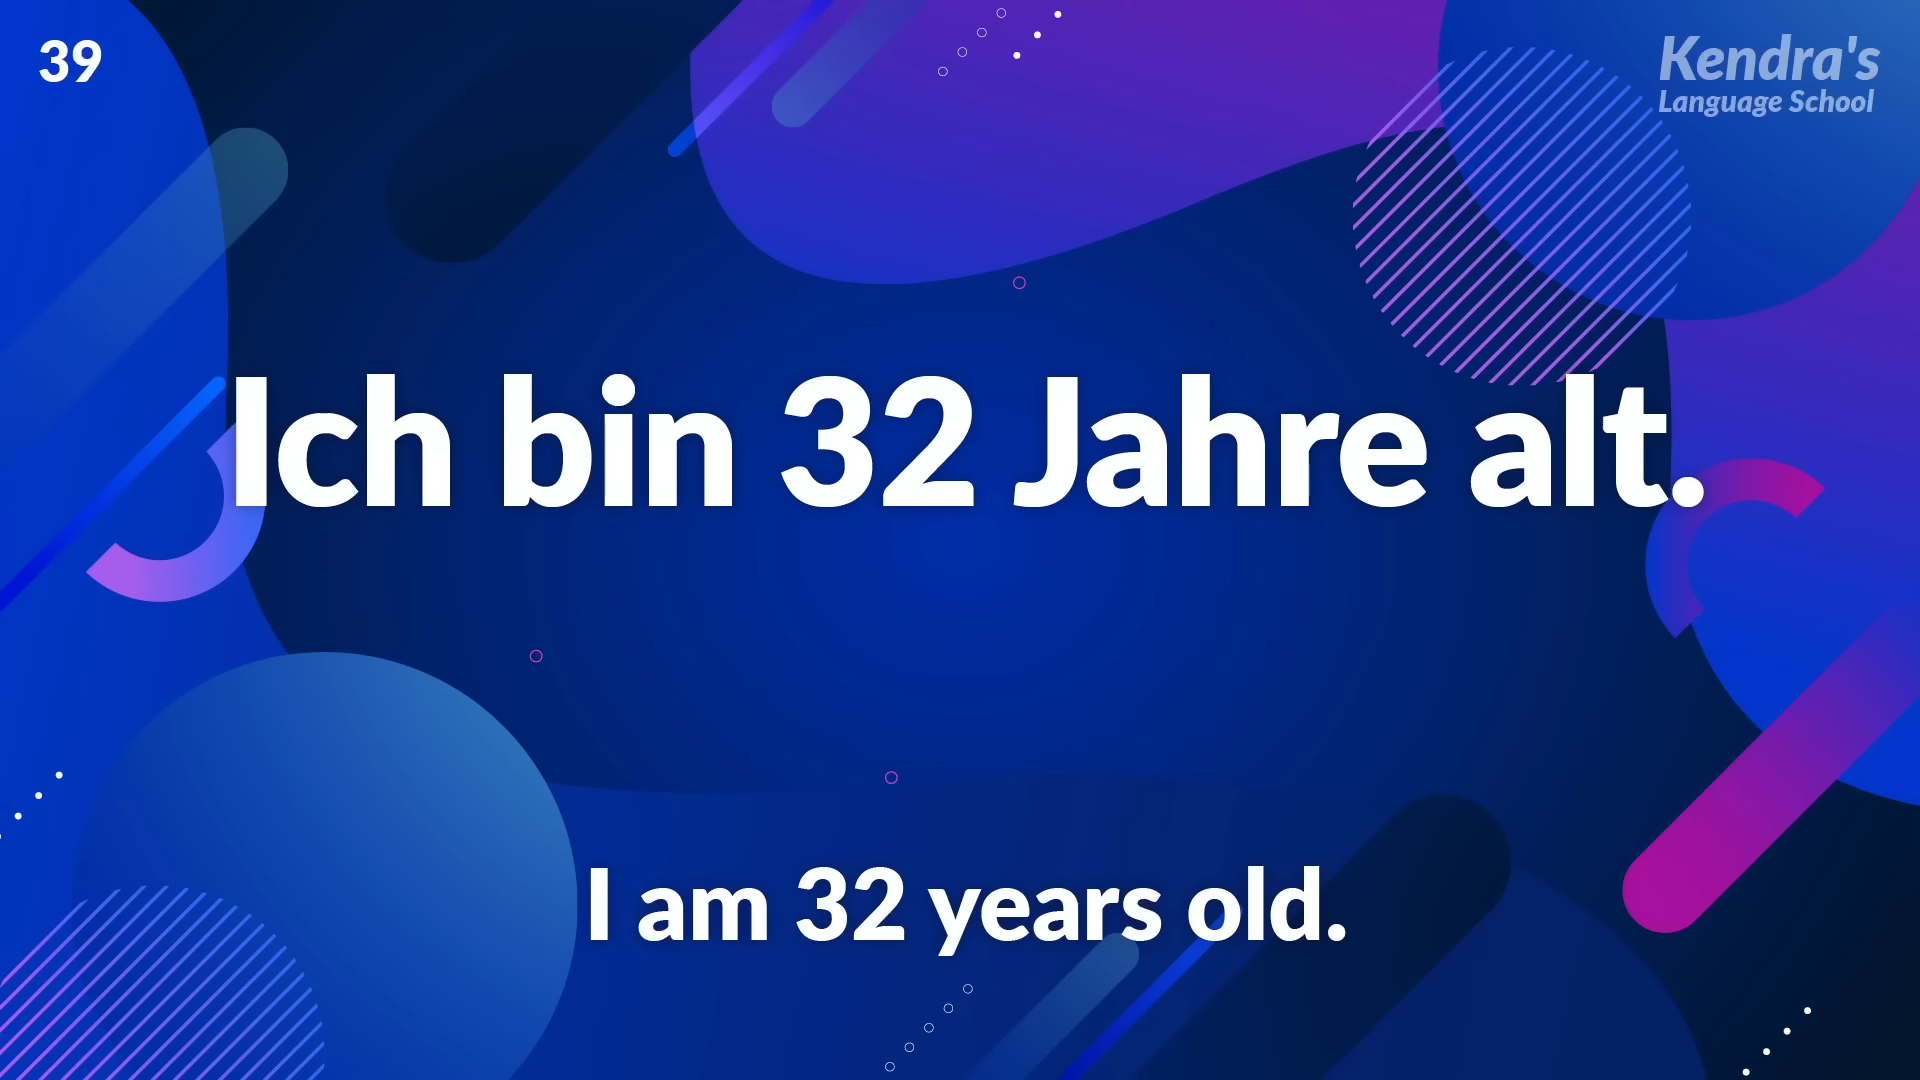 39
Kendra's
Language School
Ich bin 32 Jahre alt.
I am 32 years old.